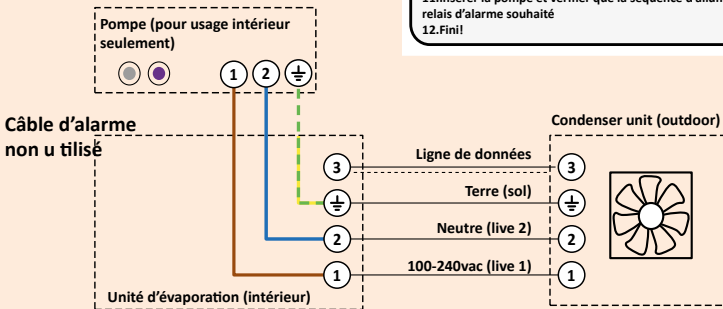 11.Insérer la pompe et vérifier que la séquence d'allum
relais d'alarme souhaité
12.Fini!
Pompe (pour usage intérieur
seulement)
1 2
Câble d'alarme
non u tilisé
Condenser unit (outdoor)
3 Ligne de données 3
Terre (sol)
2 Neutre (live 2) 2
1 100-240vac (live 1) 1
Unité d'évaporation (intérieur)